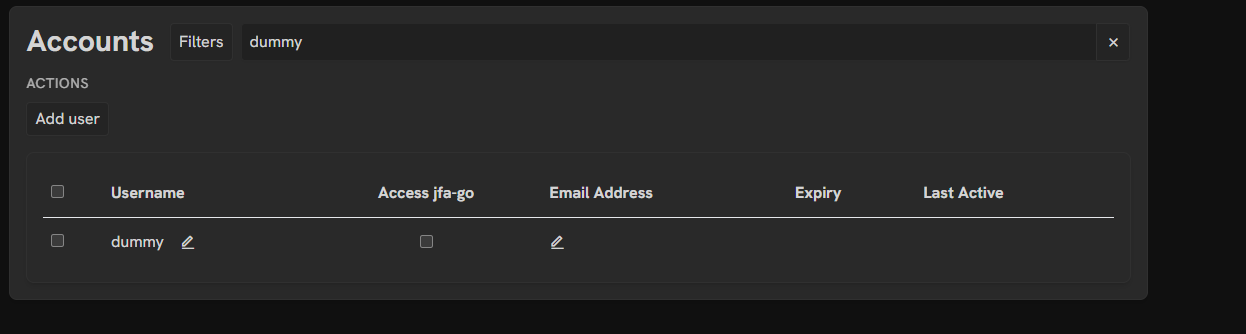 Accounts Filters dummy ×
ACTIONS
Add user
Username Access jfa-go Email Address Expiry Last Active
dummy